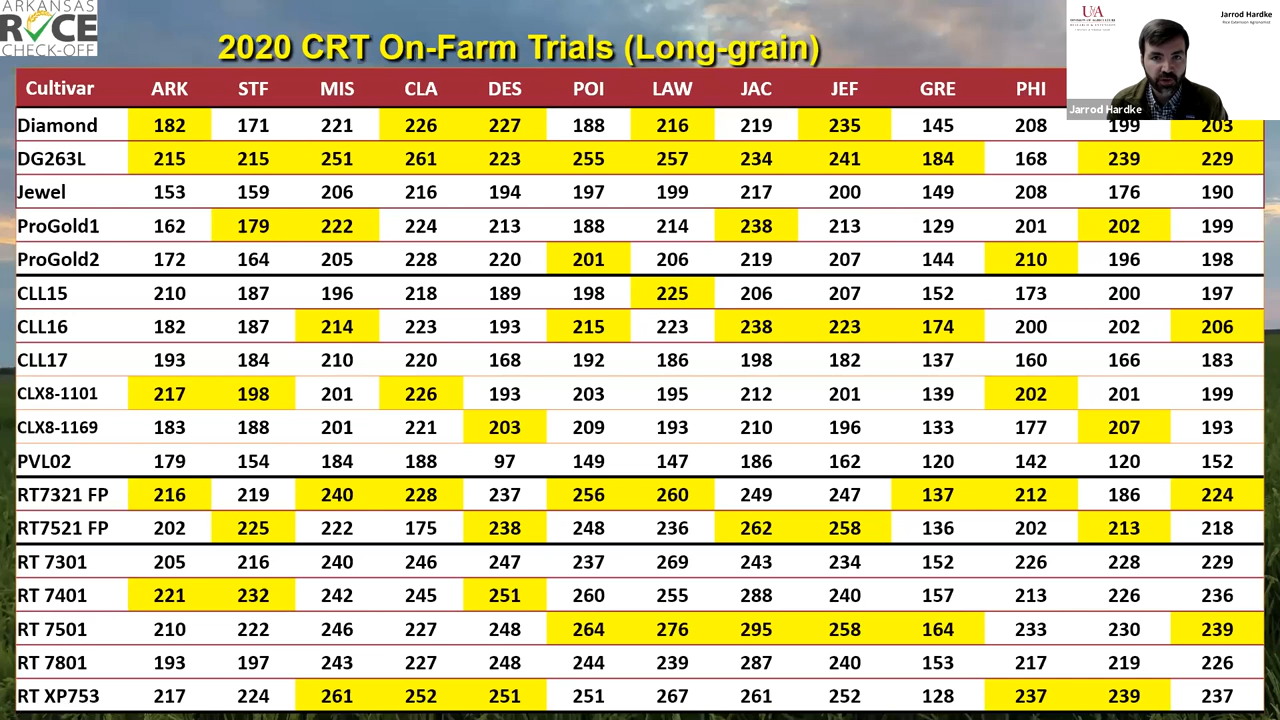 ARKANSAS
RICE
CHECK-OFF
2020 CRT On-Farm Trials (Long-grain)
Jarrod Hardke
Rice Extension Agronomist
UA
DIVISION OF AGRICULTURE
RESEARCH & EXTENSION
Jarrod Hardke
Cultivar ARK STF MIS CLA DES POI LAW JAC JEF GRE PHI
Diamond 182 171 221 226 227 188 216 219 235 145 208 199 203
DG263L 215 215 251 261 223 255 257 234 241 184 168 239 229
Jewel 153 159 206 216 194 197 199 217 200 149 208 176 190
ProGold1 162 179 222 224 213 188 214 238 213 129 201 202 199
ProGold2 172 164 205 228 220 201 206 219 207 144 210 196 198
CLL15 210 187 196 218 189 198 225 206 207 152 173 200 197
CLL16 182 187 214 223 193 215 223 238 223 174 200 202 206
CLL17 193 184 210 220 168 192 186 198 182 137 160 166 183
CLX8-1101 217 198 201 226 193 203 195 212 201 139 202 201 199
CLX8-1169 183 188 201 221 203 209 193 210 196 133 177 207 193
PVL02 179 154 184 188 97 149 147 186 162 120 142 120 152
RT7321 FP 216 219 240 228 237 256 260 249 247 137 212 186 224
RT7521 FP 202 225 222 175 238 248 236 262 258 136 202 213 218
RT 7301 205 216 240 246 247 237 269 243 234 152 226 228 229
RT 7401 221 232 242 245 251 260 255 288 240 157 213 226 236
RT 7501 210 222 246 227 248 264 276 295 258 164 233 230 239
RT 7801 193 197 243 227 248 244 239 287 240 153 217 219 226
RT XP753 217 224 261 252 251 251 267 261 252 128 237 239 237